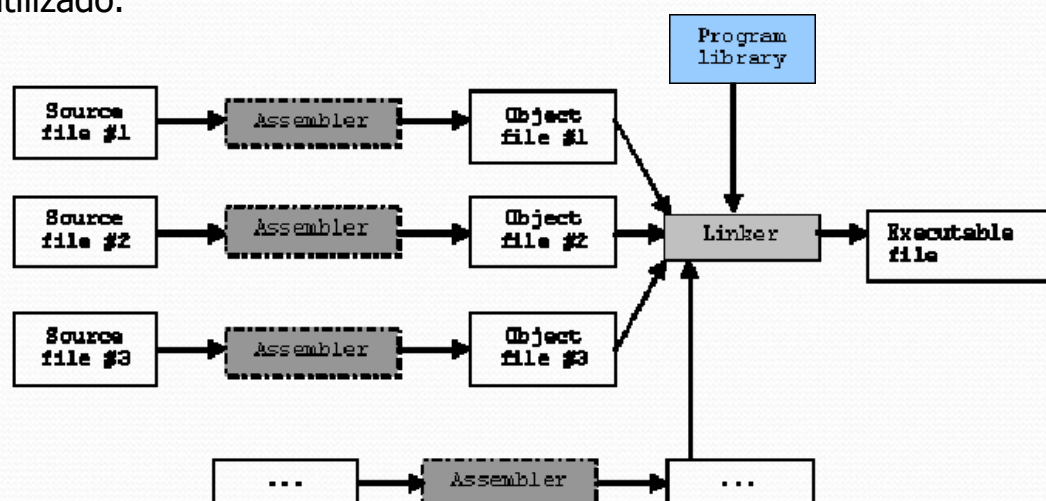 utilizado.
Program
library
Source
file #1
Assembler
Object
file #1
Source
file #2
Assembler
Object
file #2
Linker
Executable
file
Source
file #3
Assembler
Object
file #3
...
Assembler
...